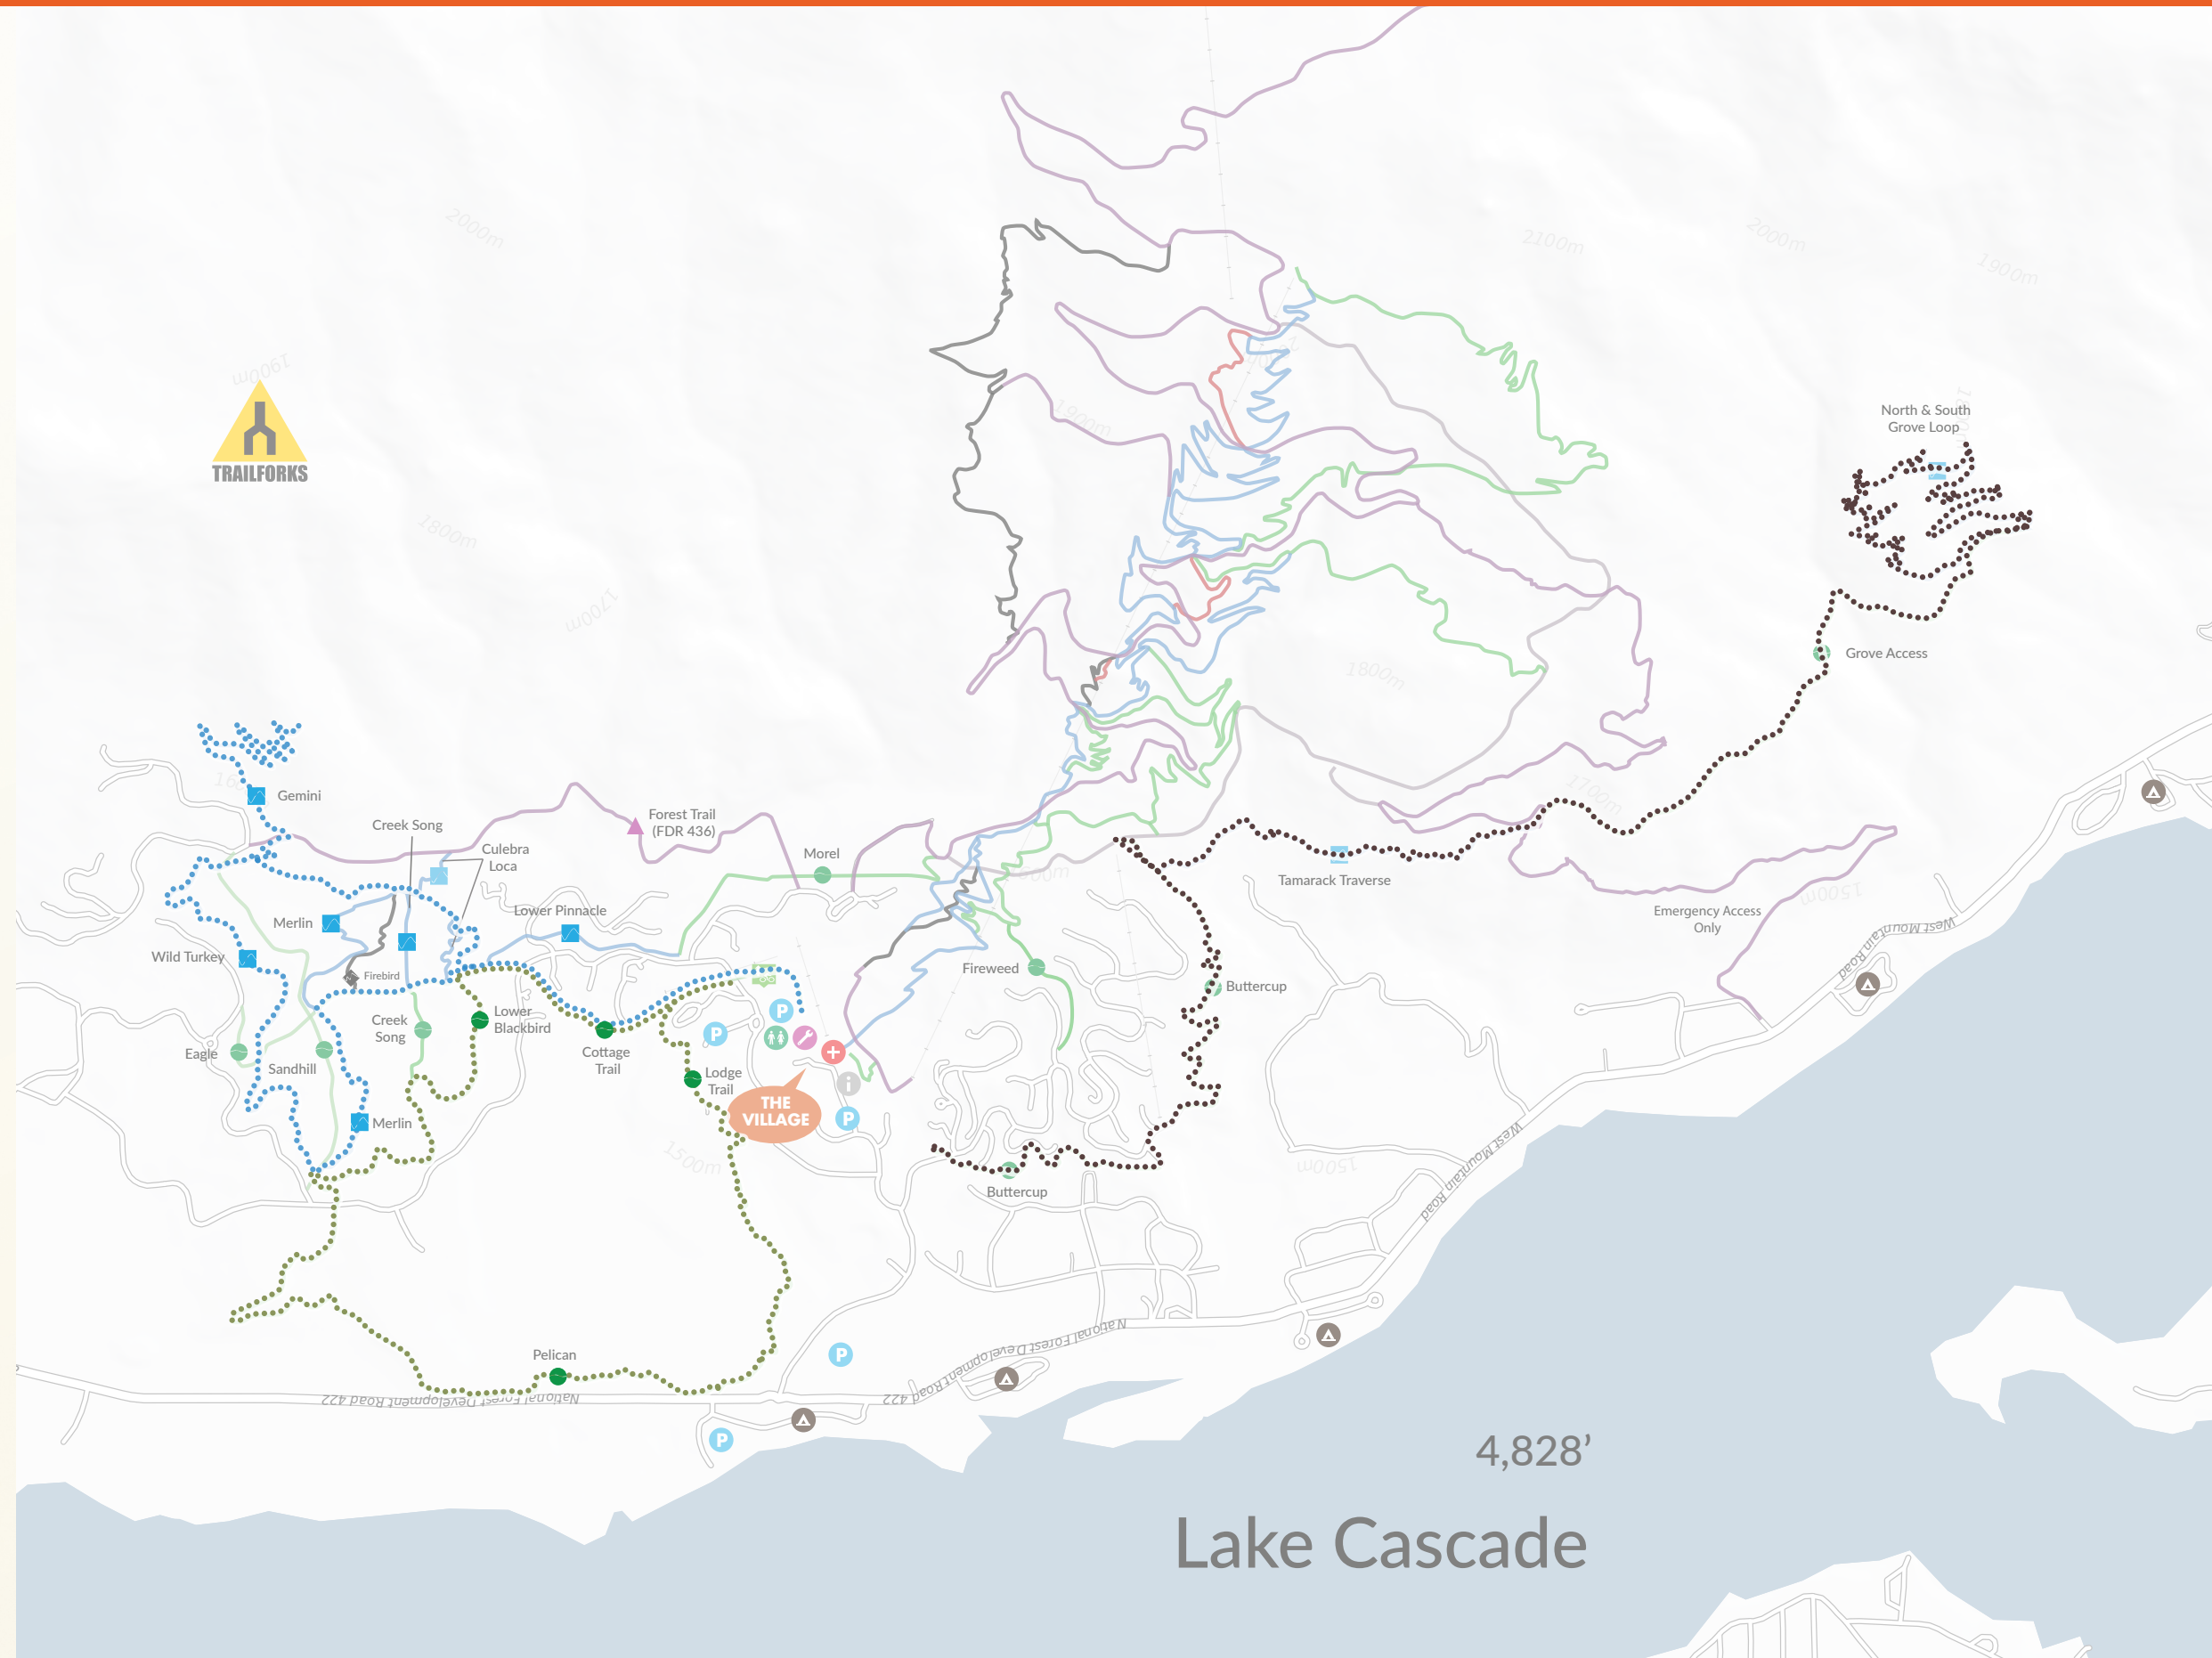 2000m
2100m
2000m
1900m
1900m
TRAILFORKS
1900m
North & South
Grove Loop
1800m
1700m
1800m
Grove Access
1700m
Gemini
Creek Song
Culebra
Loca
Forest Trail
(FDR 436)
Morel
Tamarack Traverse
1500m
Emergency Access
Only
West Mountain Road
Merlin
Lower Pinnacle
Wild Turkey
Firebird
Fireweed
Buttercup
Creek
Song
Lower
Blackbird
P
P
Eagle
Sandhill
Cottage
Trail
Lodge
Trail
i
THE
VILLAGE
P
Merlin
1500m
1500m
West Mountain Road
Buttercup
Pelican
P
National Forest Development Road 422
National Forest Development Road 422
P
4,828’
Lake Cascade